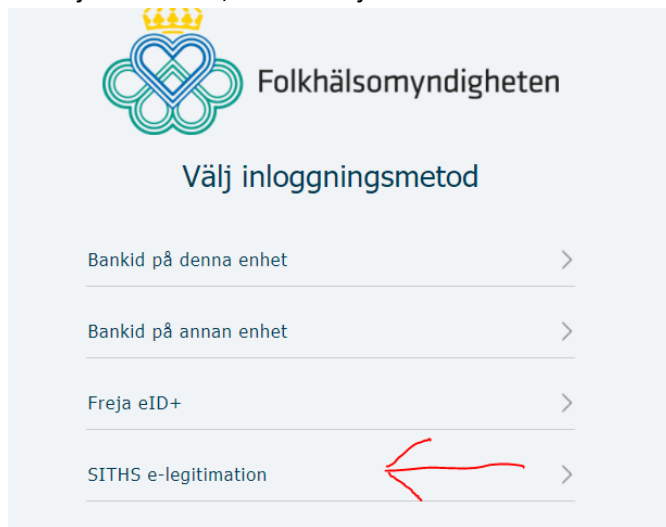 Folkhälsomyndigheten
Välj inloggningsmetod
Bankid på denna enhet
Bankid på annan enhet
Freja eID+
SITHS e-legitimation